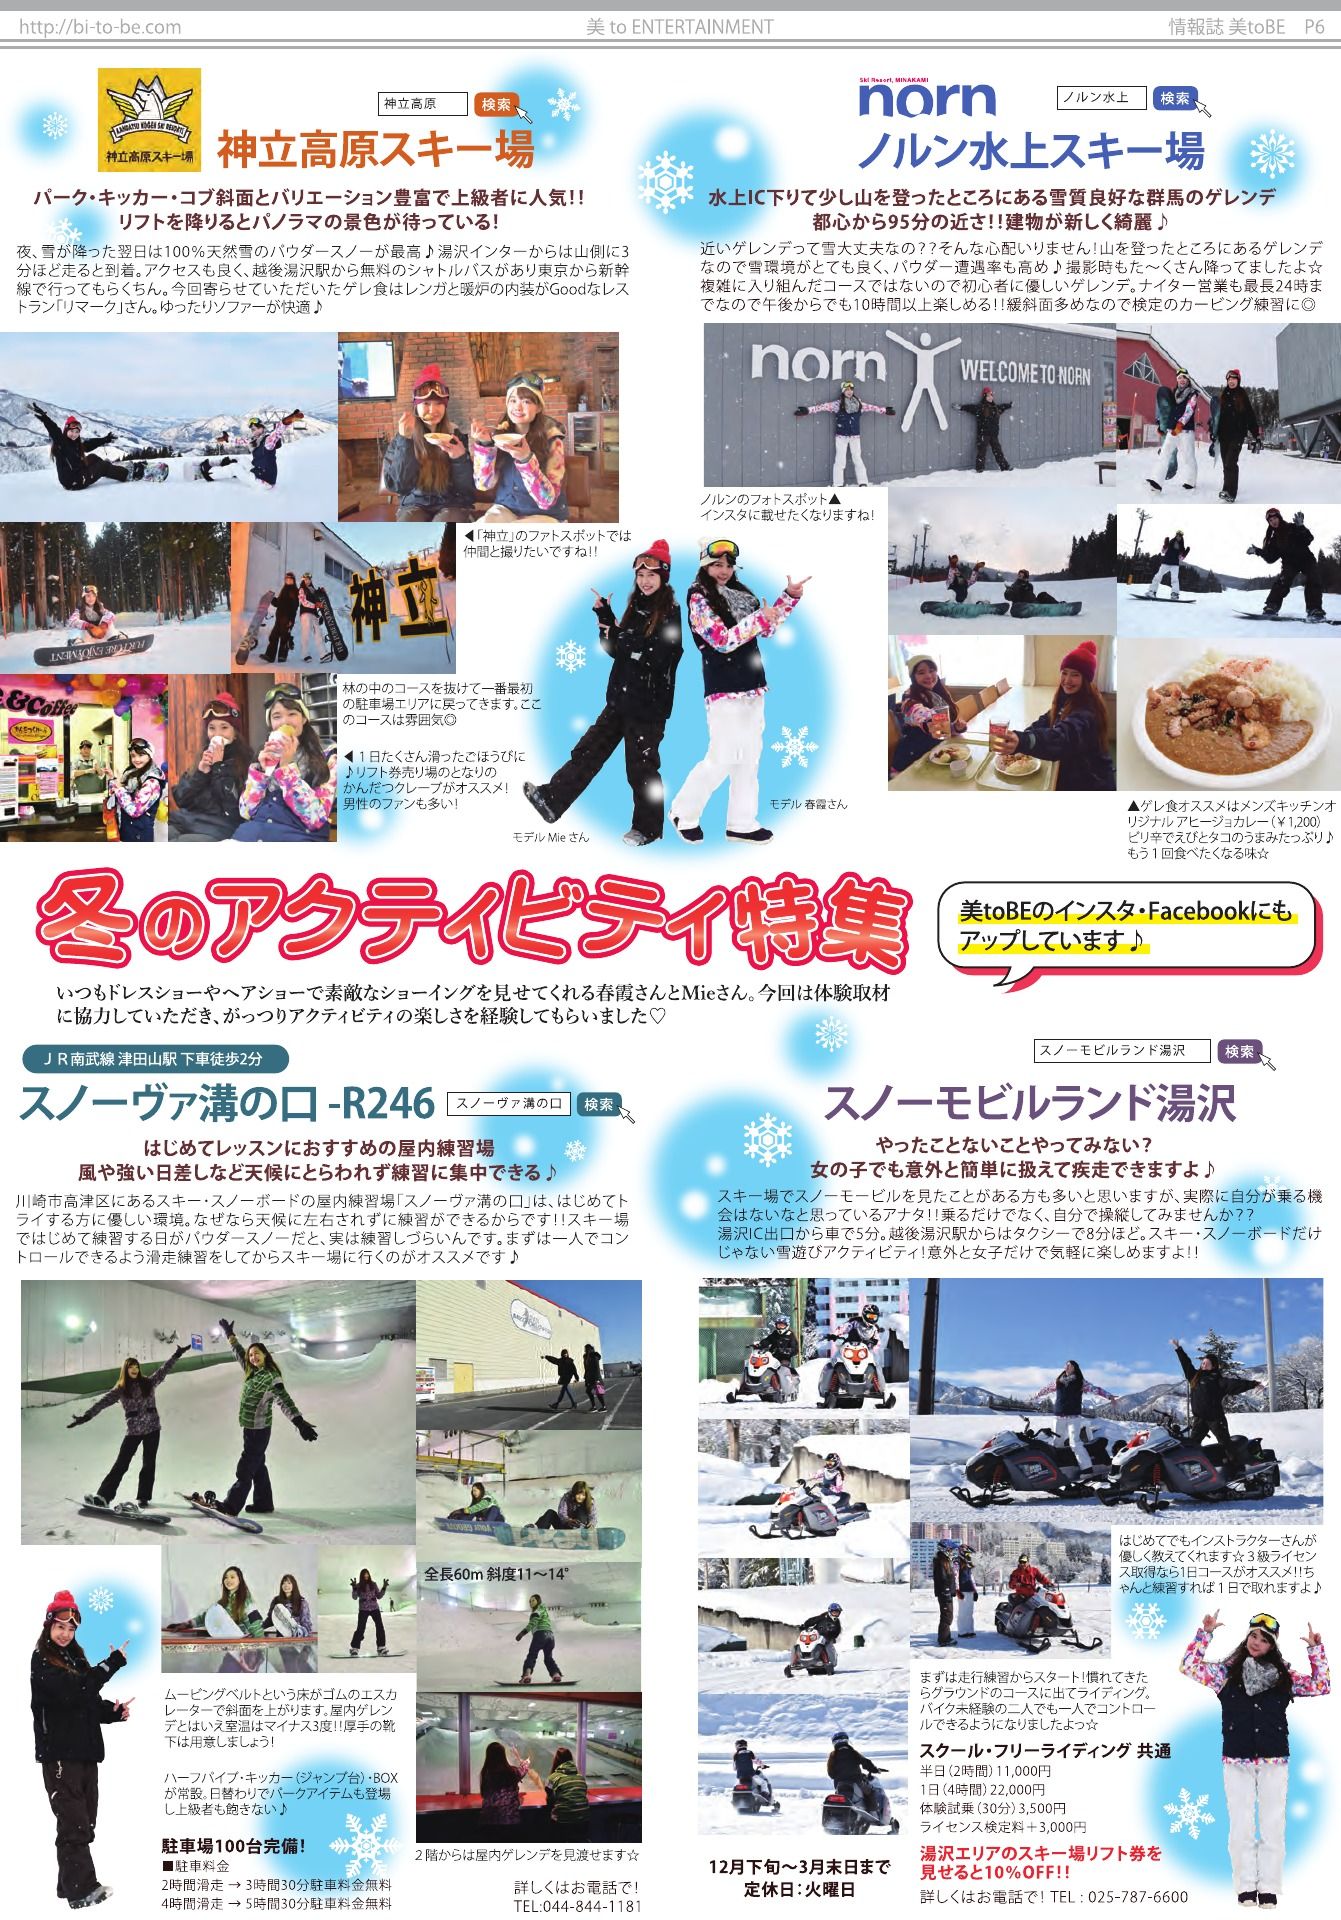 http://bi-to-be.com
美 to ENTERTAINMENT
情報誌 美toBE P6
KANDATSU KOGEN SKI RESORTS
神立高原スキー場
神立高原 検索
神立高原スキー場
パーク・キッカー・コブ斜面とバリエーション豊富で上級者に人気!!
リフトを降りるとパノラマの景色が待っている!
夜、雪が降った翌日は100％天然雪のパウダースノーが最高♪湯沢インターからは山側に3
分ほど走ると到着。アクセスも良く、越後湯沢駅から無料のシャトルバスがあり東京から新幹
線で行ってもらくちん。今回寄らせていただいたゲレ食はレンガと暖炉の内装がGoodなレス
トラン「リマーク」さん。ゆったりソファーが快適♪
神立
◀「神立」のフォトスポットでは
仲間と撮りたいですね!!
林の中のコースを抜けて一番最初
の駐車場エリアに戻ってきます。ここ
のコースは雰囲気◎
◀１日たくさん滑ったごほうびに
♪リフト券売り場のとなりの
かんだつクレープがオススメ!
男性のファンも多い!
モデル Mie さん
モデル 春霞さん
Ski Resort, MINAKAMI
norn
ノルン水上 検索
ノルン水上スキー場
水上IC下りて少し山を登ったところにある雪質良好な群馬のゲレンデ
都心から95分の近さ!!建物が新しく綺麗♪
近いゲレンデって雪大丈夫なの??そんな心配いりません!山を登ったところにあるゲレンデ
なので雪環境がとても良く、パウダー遭遇率も高め♪撮影時もた〜くさん降ってましたよ☆
複雑に入り組んだコースではないので初心者に優しいゲレンデ。ナイター営業も最長24時ま
でなので午後からでも10時間以上楽しめる!!緩斜面多めなので検定のカービング練習に◎
norn WELCOME TO NORN
ノルンのフォトスポット▲
インスタに載せたくなりますね!
▲ゲレ食オススメはメンズキッチンオ
リジナル アヒージョカレー（￥1,200）
ピリ辛でえびとタコのうまみたっぷり♪
もう１回食べたくなる味☆
冬のアクティビティ特集
美toBEのインスタ・Facebookにも
アップしています♪
いつもドレスショーやヘアショーで素敵なショーイングを見せてくれる春霞さんとMieさん。今回は体験取材
に協力していただき、がっつりアクティビティの楽しさを経験してもらいました♡
ＪＲ南武線 津田山駅 下車徒歩2分
スノーヴァ溝の口 -R246
スノーヴァ溝の口 検索
はじめてレッスンにおすすめの屋内練習場
風や強い日差しなど天候にとらわれず練習に集中できる♪
川崎市高津区にあるスキー・スノーボードの屋内練習場「スノーヴァ溝の口」は、はじめてト
ライする方に優しい環境。なぜなら天候に左右されずに練習ができるからです!!スキー場
ではじめて練習する日がパウダースノーだと、実は練習しづらいんです。まずは一人でコン
トロールできるよう滑走練習をしてからスキー場に行くのがオススメです♪
全長60m 斜度11〜14°
ムービングベルトという床がゴムのエスカ
レーターで斜面を上がります。屋内ゲレン
デとはいえ室温はマイナス3度!!厚手の靴
下は用意しましょう!
ハーフパイプ・キッカー（ジャンプ台）・BOX
が常設。日替わりでパークアイテムも登場
し上級者も飽きない♪
駐車場100台完備!
■駐車料金
2時間滑走 → 3時間30分駐車料金無料
4時間滑走 → 5時間30分駐車料金無料
２階からは屋内ゲレンデを見渡せます☆
詳しくはお電話で!
TEL:044-844-1181
スノーモビルランド湯沢 検索
スノーモビルランド湯沢
やったことないことやってみない?
女の子でも意外と簡単に扱えて疾走できますよ♪
スキー場でスノーモービルを見たことがある方も多いと思いますが、実際に自分が乗る機
会はないなと思っているアナタ!!乗るだけでなく、自分で操縦してみませんか??
湯沢IC出口から車で5分。越後湯沢駅からはタクシーで8分ほど。スキー・スノーボードだけ
じゃない雪遊びアクティビティ!意外と女子だけで気軽に楽しめますよ!!
はじめてでもインストラクターさんが
優しく教えてくれます☆３級ライセン
ス取得なら1日コースがオススメ!!ち
ゃんと練習すれば１日で取れますよ♪
まずは走行練習からスタート!慣れてきた
らグラウンドのコースに出てライディング。
バイク未経験の二人でも一人でコントロー
ルできるようになりましたよっ☆
スクール・フリーライディング 共通
半日（2時間）11,000円
1日（4時間）22,000円
体験試乗（30分）3,500円
ライセンス検定料＋3,000円
湯沢エリアのスキー場リフト券を
見せると10%OFF!!
詳しくはお電話で! TEL : 025-787-6600
12月下旬〜3月末日まで
定休日：火曜日